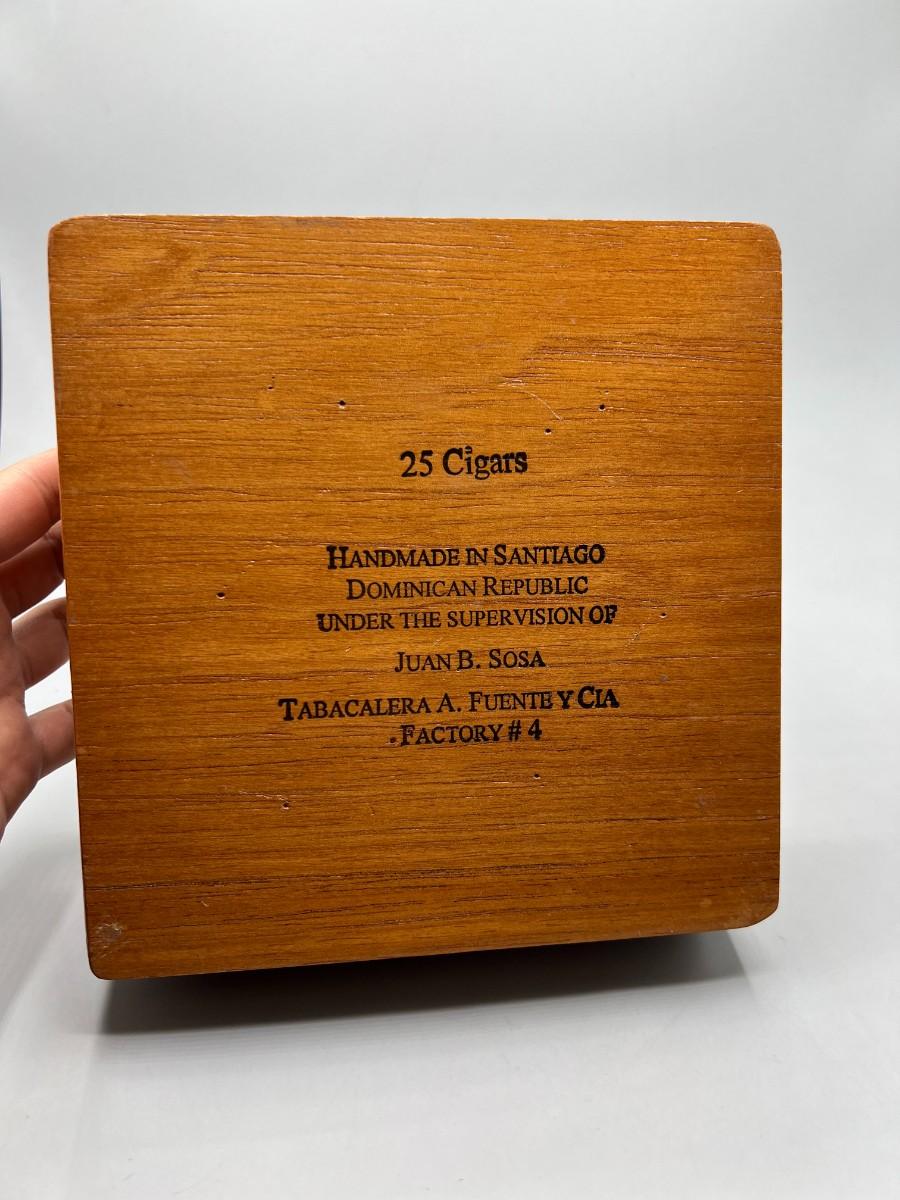 25 Cigars
HANDMADE IN SANTIAGO
DOMINICAN REPUBLIC
UNDER THE SUPERVISION OF
JUAN B. SOSA
TABACALERA A. FUENTE Y CIA
FACTORY # 4